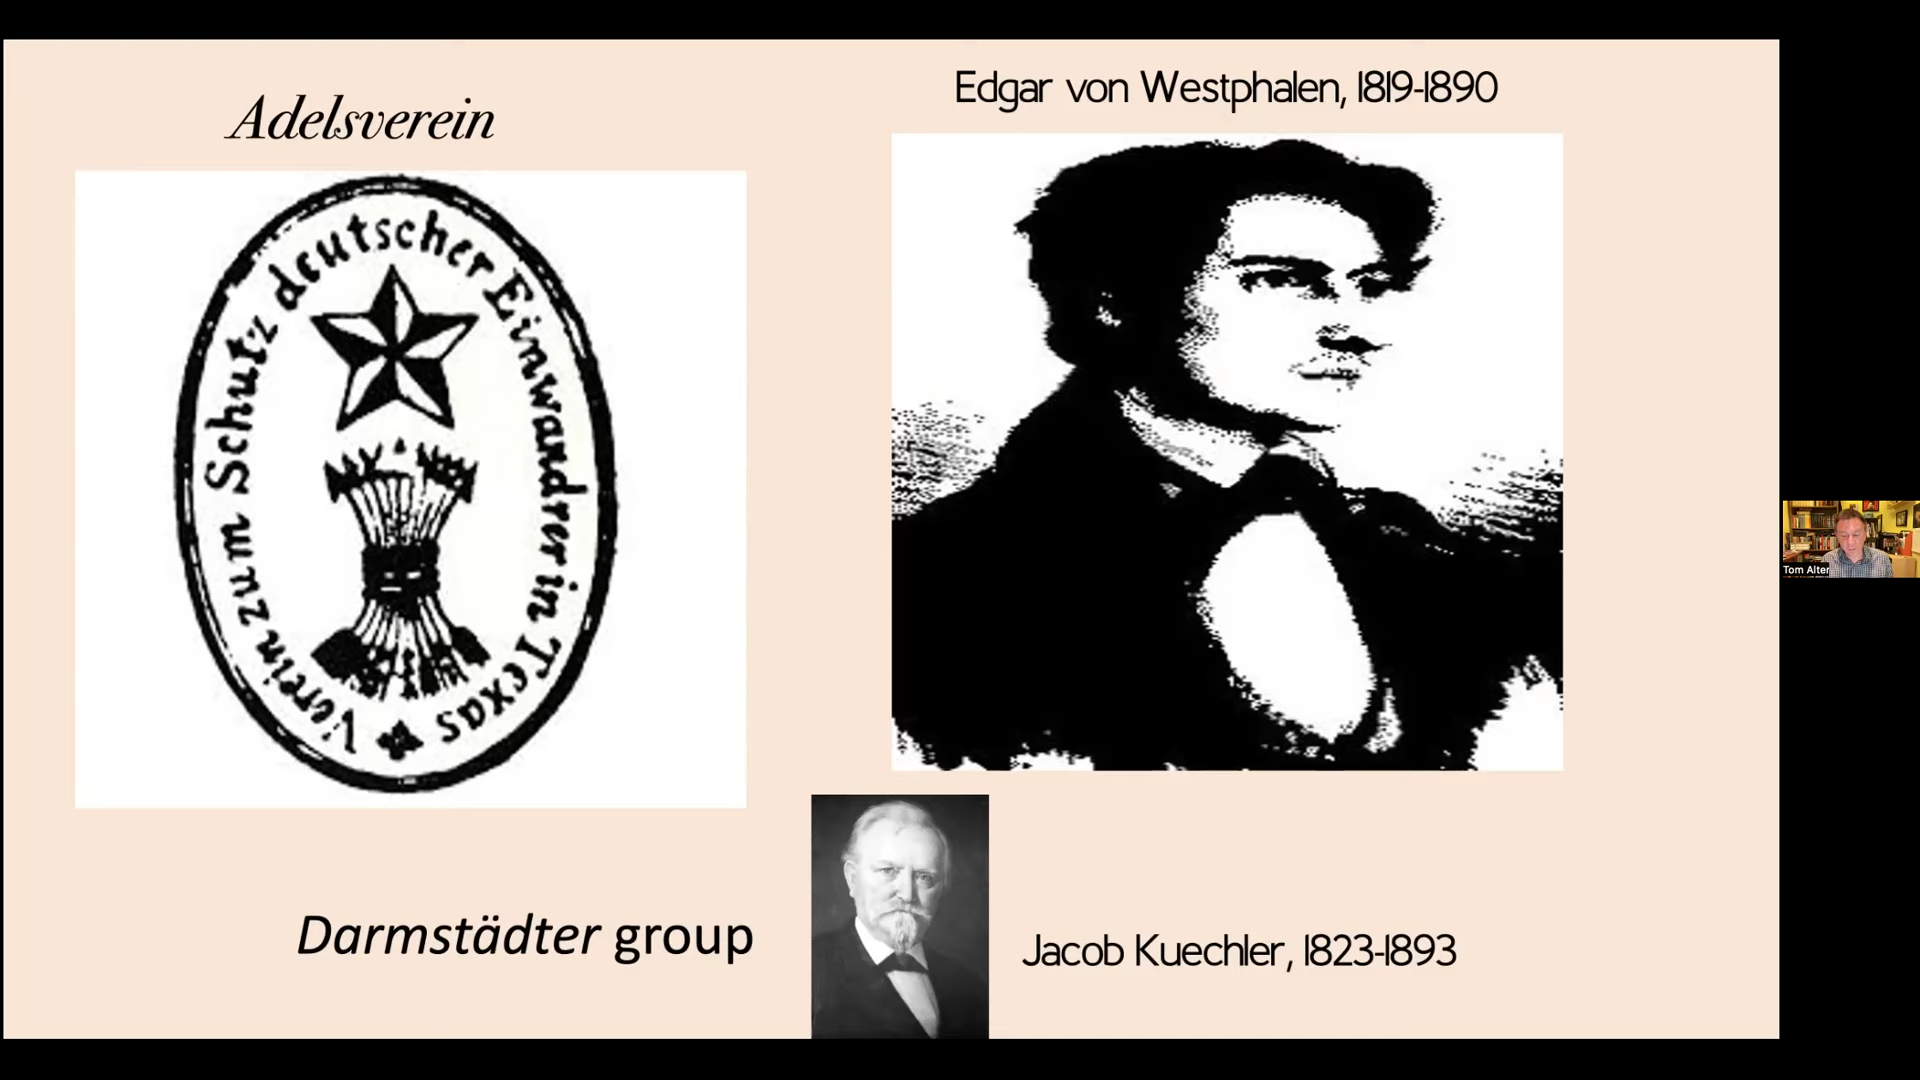 Adelsverein
Verein zum Schutz deutscher Einwandrer in Texas
Edgar von Westphalen, 1819-1890
Darmstädter group
Jacob Kuechler, 1823-1893
Tom Alter